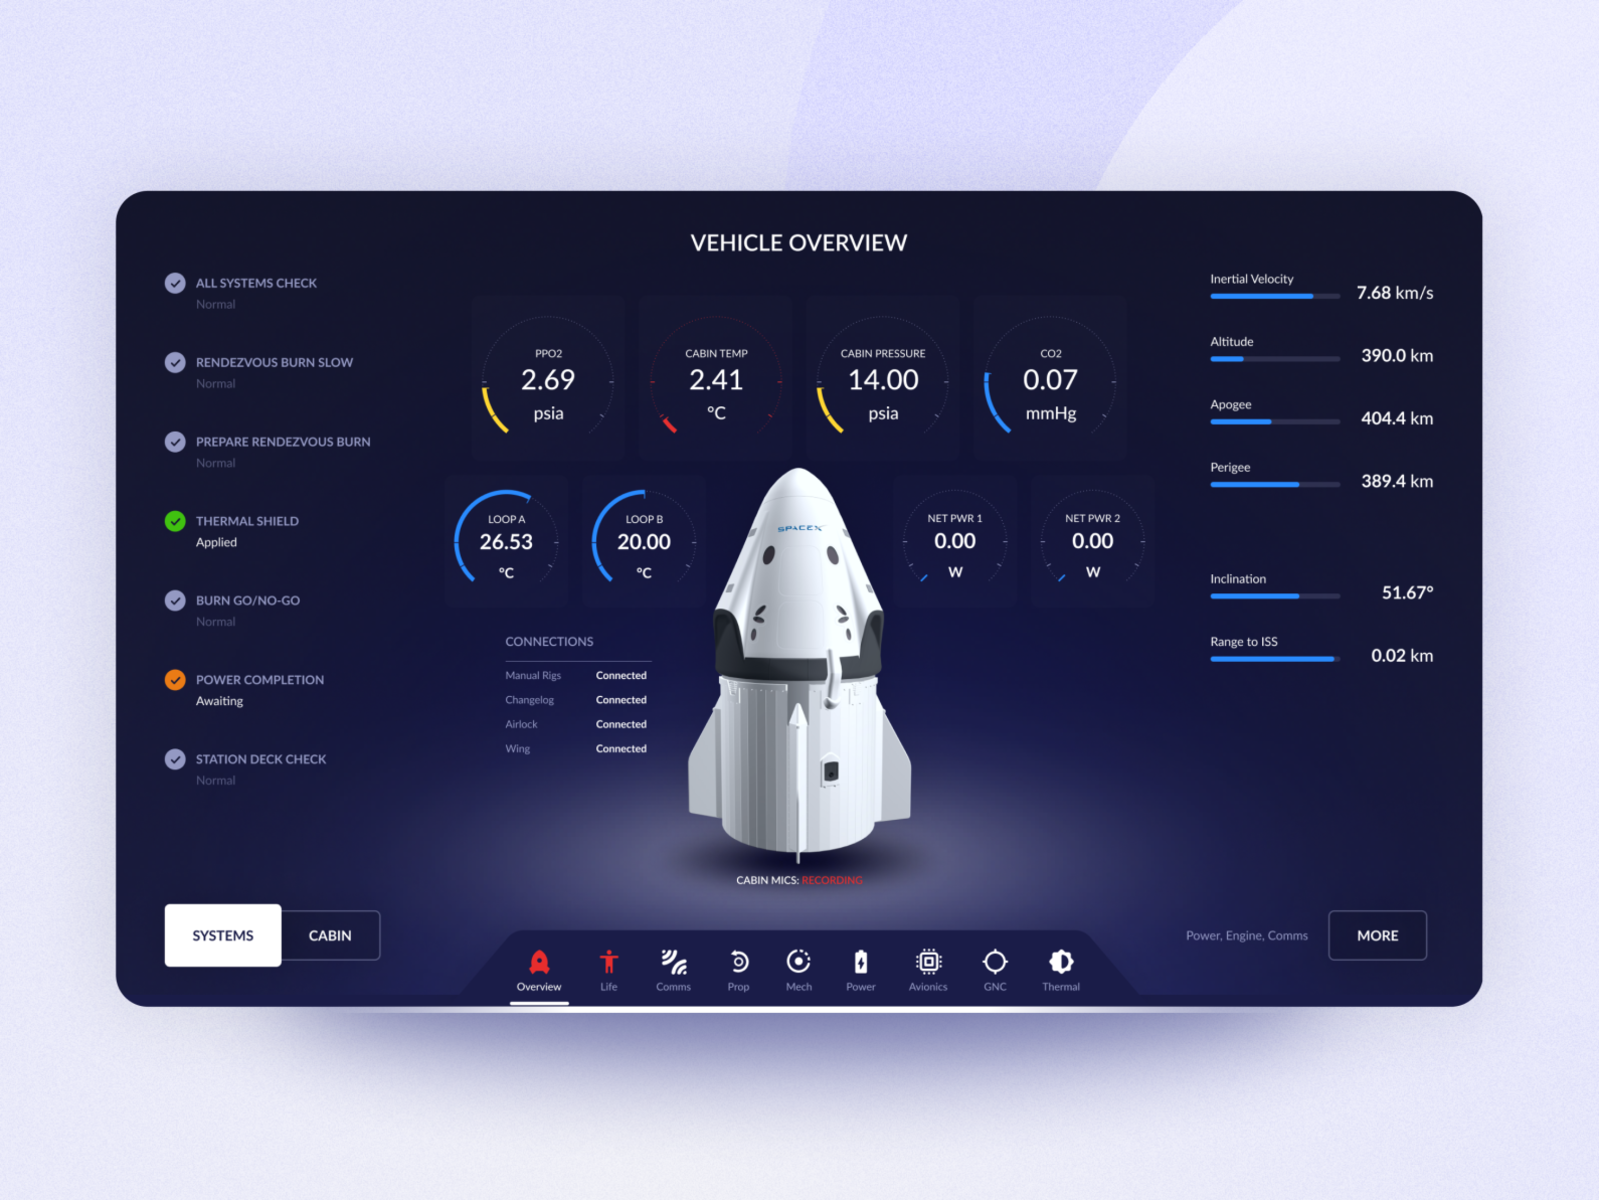 VEHICLE OVERVIEW
ALL SYSTEMS CHECK
Normal
RENDEZVOUS BURN SLOW
Normal
PREPARE RENDEZVOUS BURN
Normal
THERMAL SHIELD
Applied
BURN GO/NO-GO
Normal
POWER COMPLETION
Awaiting
STATION DECK CHECK
Normal
PPO2
2.69
psia
CABIN TEMP
2.41
°C
CABIN PRESSURE
14.00
psia
CO2
0.07
mmHg
LOOP A
26.53
°C
LOOP B
20.00
°C
SPACEX
NET PWR 1
0.00
W
NET PWR 2
0.00
W
CONNECTIONS
Manual Rigs Connected
Changelog Connected
Airlock Connected
Wing Connected
CABIN MICS: RECORDING
Inertial Velocity
7.68 km/s
Altitude
390.0 km
Apogee
404.4 km
Perigee
389.4 km
Inclination
51.67°
Range to ISS
0.02 km
SYSTEMS CABIN
Overview Life Comms Prop Mech Power Avionics GNC Thermal
Power, Engine, Comms MORE